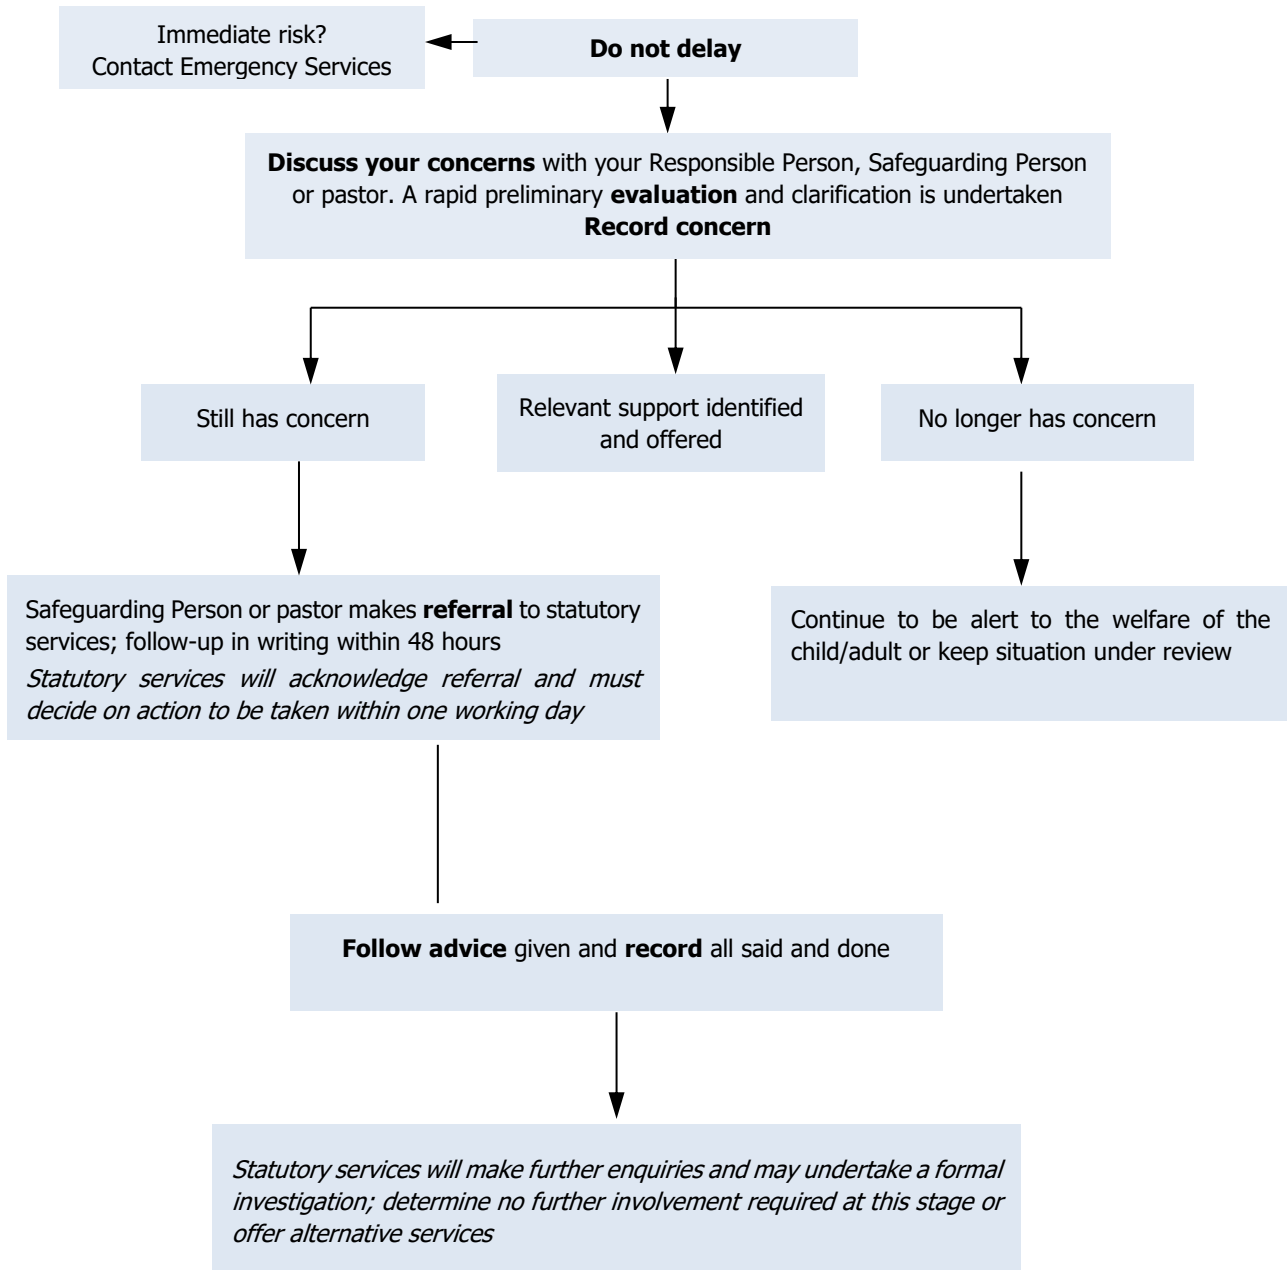 Immediate risk?
Contact Emergency Services
Do not delay
Discuss your concerns with your Responsible Person, Safeguarding Person
or pastor. A rapid preliminary evaluation and clarification is undertaken
Record concern
Still has concern
Relevant support identified
and offered
No longer has concern
Safeguarding Person or pastor makes referral to statutory
services; follow-up in writing within 48 hours
Statutory services will acknowledge referral and must
decide on action to be taken within one working day
Continue to be alert to the welfare of the
child/adult or keep situation under review
Follow advice given and record all said and done
Statutory services will make further enquiries and may undertake a formal
investigation; determine no further involvement required at this stage or
offer alternative services